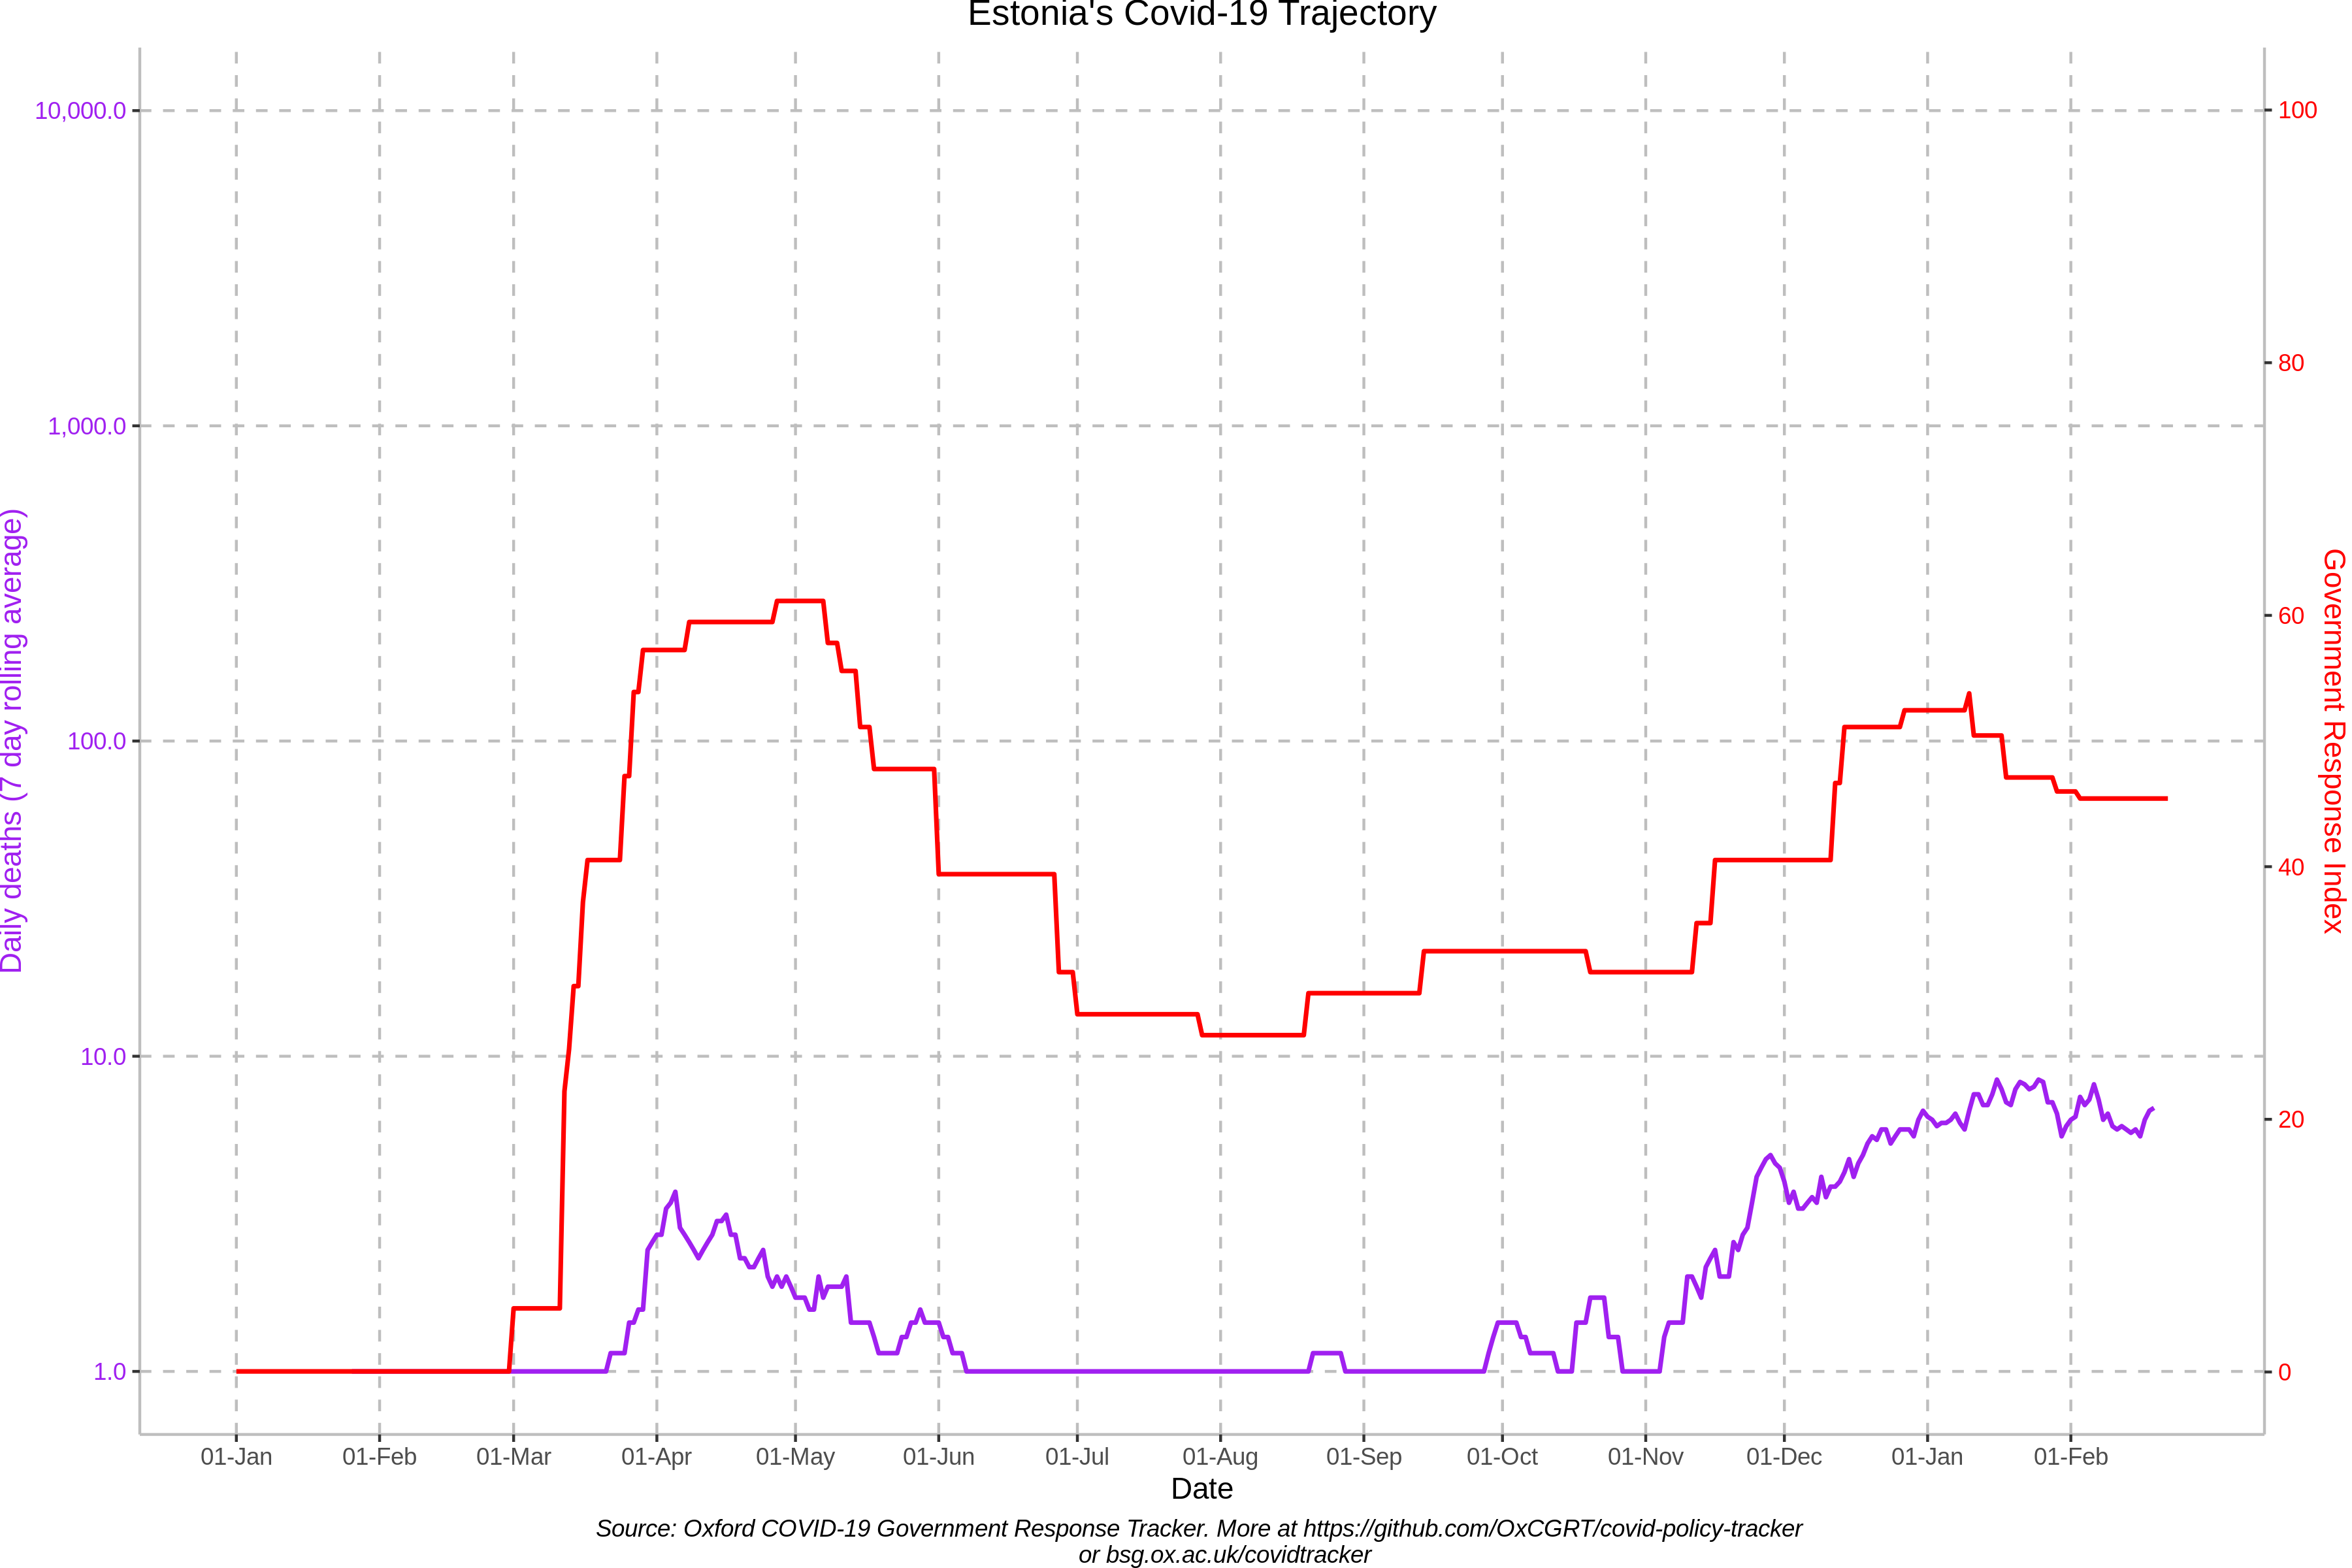 Estonia's Covid-19 Trajectory
Daily deaths (7 day rolling average)
10,000.0
1,000.0
100.0
10.0
1.0
100
80
60
40
20
0
Government Response Index
01-Jan 01-Feb 01-Mar 01-Apr 01-May 01-Jun 01-Jul 01-Aug 01-Sep 01-Oct 01-Nov 01-Dec 01-Jan 01-Feb
Date
Source: Oxford COVID-19 Government Response Tracker. More at https://github.com/OxCGRT/covid-policy-tracker
or bsg.ox.ac.uk/covidtracker